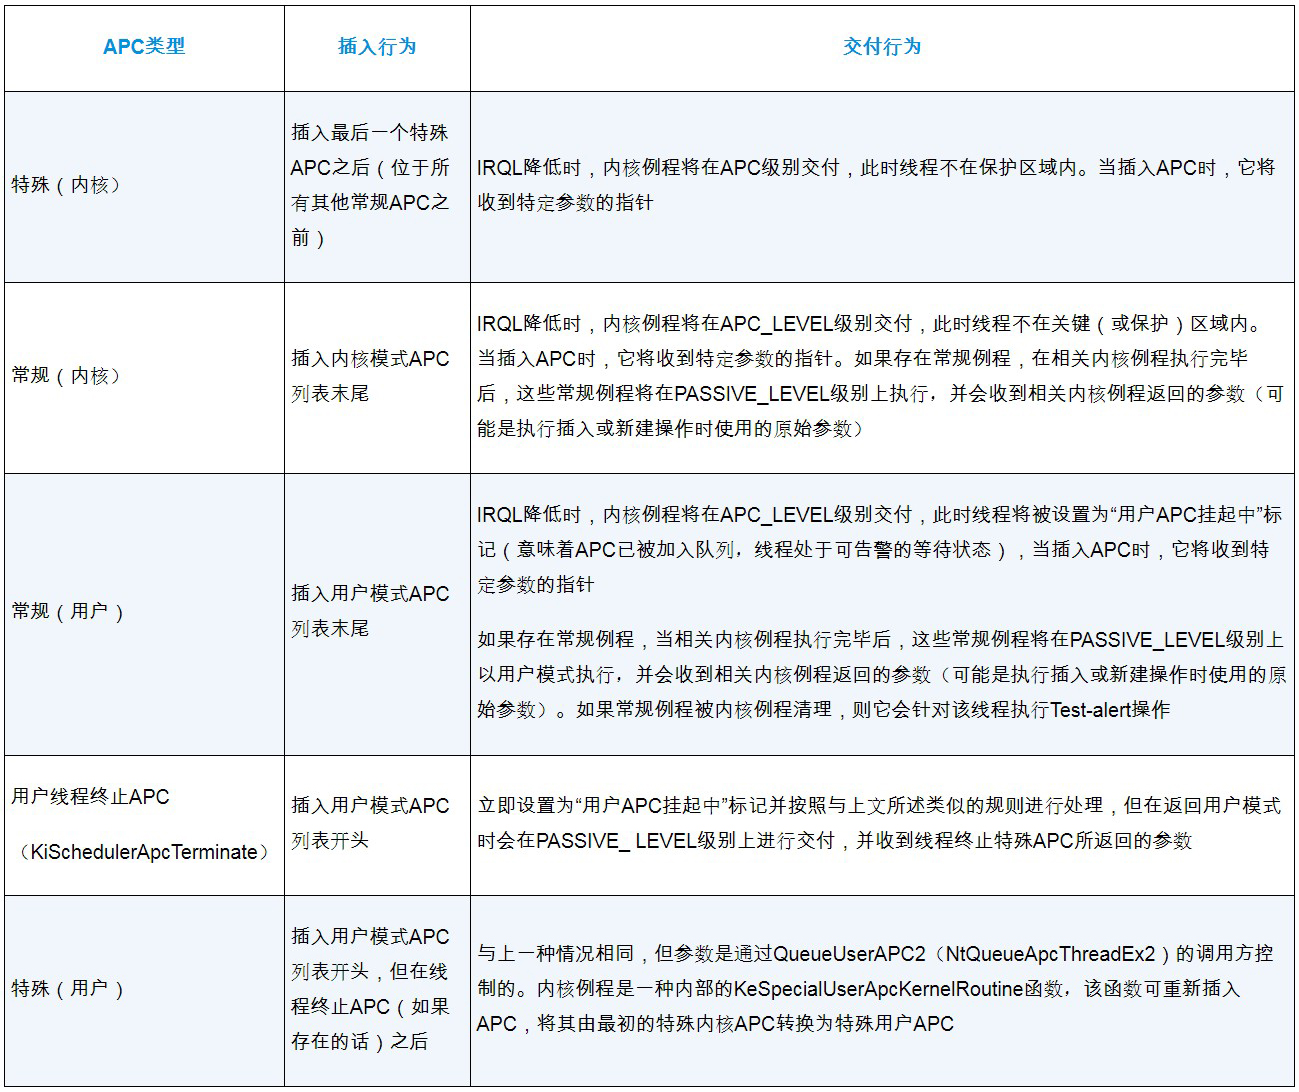 APC类型
插入行为
交付行为
特殊（内核）
插入最后一个特殊
APC之后（位于所
有其他常规APC之
前）
IRQL降低时，内核例程将在APC级别交付，此时线程不在保护区域内。当插入APC时，它将
收到特定参数的指针
常规（内核）
插入内核模式APC
列表末尾
IRQL降低时，内核例程将在APC_LEVEL级别交付，此时线程不在关键（或保护）区域内。
当插入APC时，它将收到特定参数的指针。如果存在常规例程，在相关内核例程执行完毕
后，这些常规例程将在PASSIVE_LEVEL级别上执行，并会收到相关内核例程返回的参数（可
能是执行插入或新建操作时使用的原始参数）
常规（用户）
插入用户模式APC
列表末尾
IRQL降低时，内核例程将在APC_LEVEL级别交付，此时线程将被设置为“用户APC挂起中”标
记（意味着APC已被加入队列，线程处于可告警的等待状态），当插入APC时，它将收到特
定参数的指针
如果存在常规例程，当相关内核例程执行完毕后，这些常规例程将在PASSIVE_LEVEL级别上
以用户模式执行，并会收到相关内核例程返回的参数（可能是执行插入或新建操作时使用的原
始参数）。如果常规例程被内核例程清理，则它会针对该线程执行Test-alert操作
用户线程终止APC
（KiSchedulerApcTerminate）
插入用户模式APC
列表开头
立即设置为“用户APC挂起中”标记并按照与上文所述类似的规则进行处理，但在返回用户模式
时会在PASSIVE_ LEVEL级别上进行交付，并收到线程终止特殊APC所返回的参数
特殊（用户）
插入用户模式APC
列表开头，但在线
程终止APC（如果
存在的话）之后
与上一种情况相同，但参数是通过QueueUserAPC2（NtQueueApcThreadEx2）的调用方控
制的。内核例程是一种内部的KeSpecialUserApcKernelRoutine函数，该函数可重新插入
APC，将其由最初的特殊内核APC转换为特殊用户APC